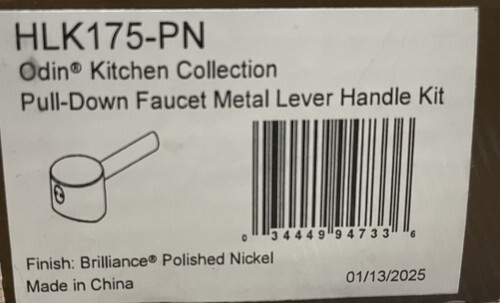 HLK175-PN
Odin® Kitchen Collection
Pull-Down Faucet Metal Lever Handle Kit
0 34449 94733 6
Finish: Brilliance® Polished Nickel
Made in China
01/13/2025